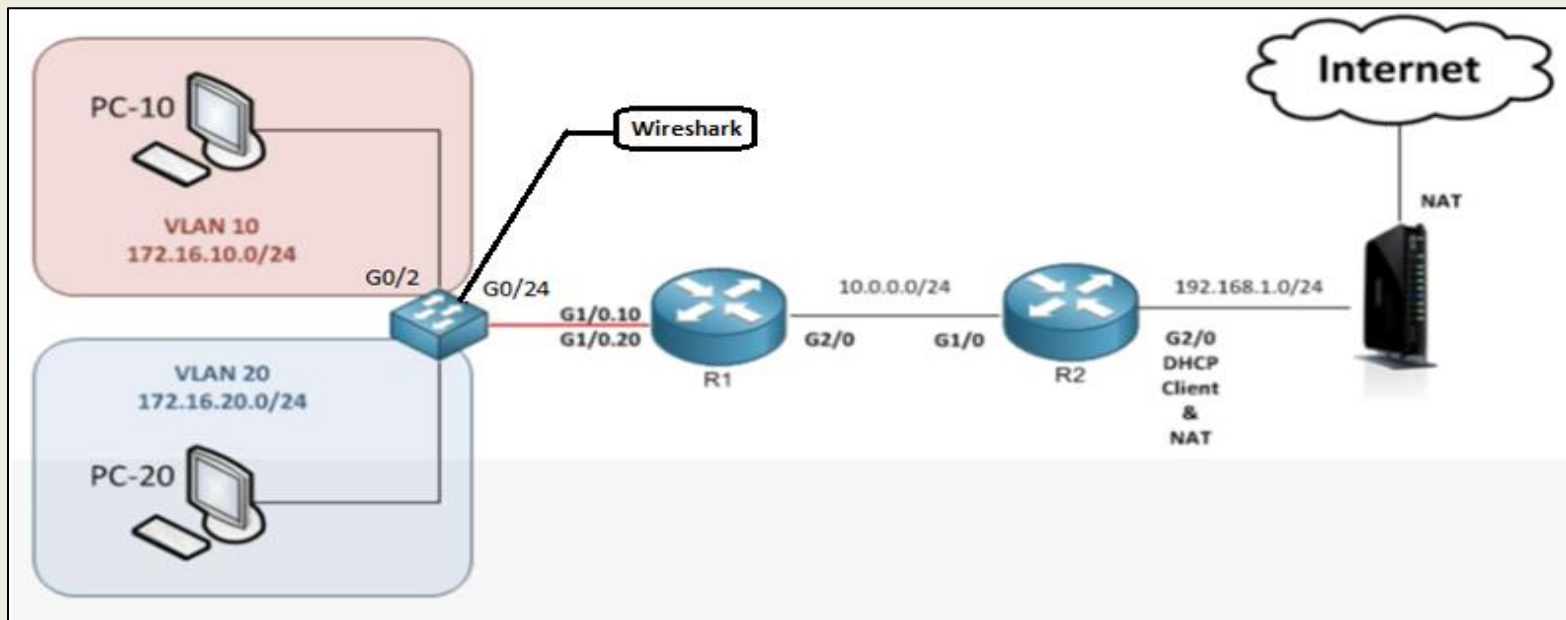 PC-10
VLAN 10
172.16.10.0/24
Wireshark
G0/2
G0/24
VLAN 20
172.16.20.0/24
PC-20
G1/0.10
G1/0.20
R1
G2/0
10.0.0.0/24
G1/0
R2
192.168.1.0/24
G2/0
DHCP
Client
&
NAT
Internet
NAT